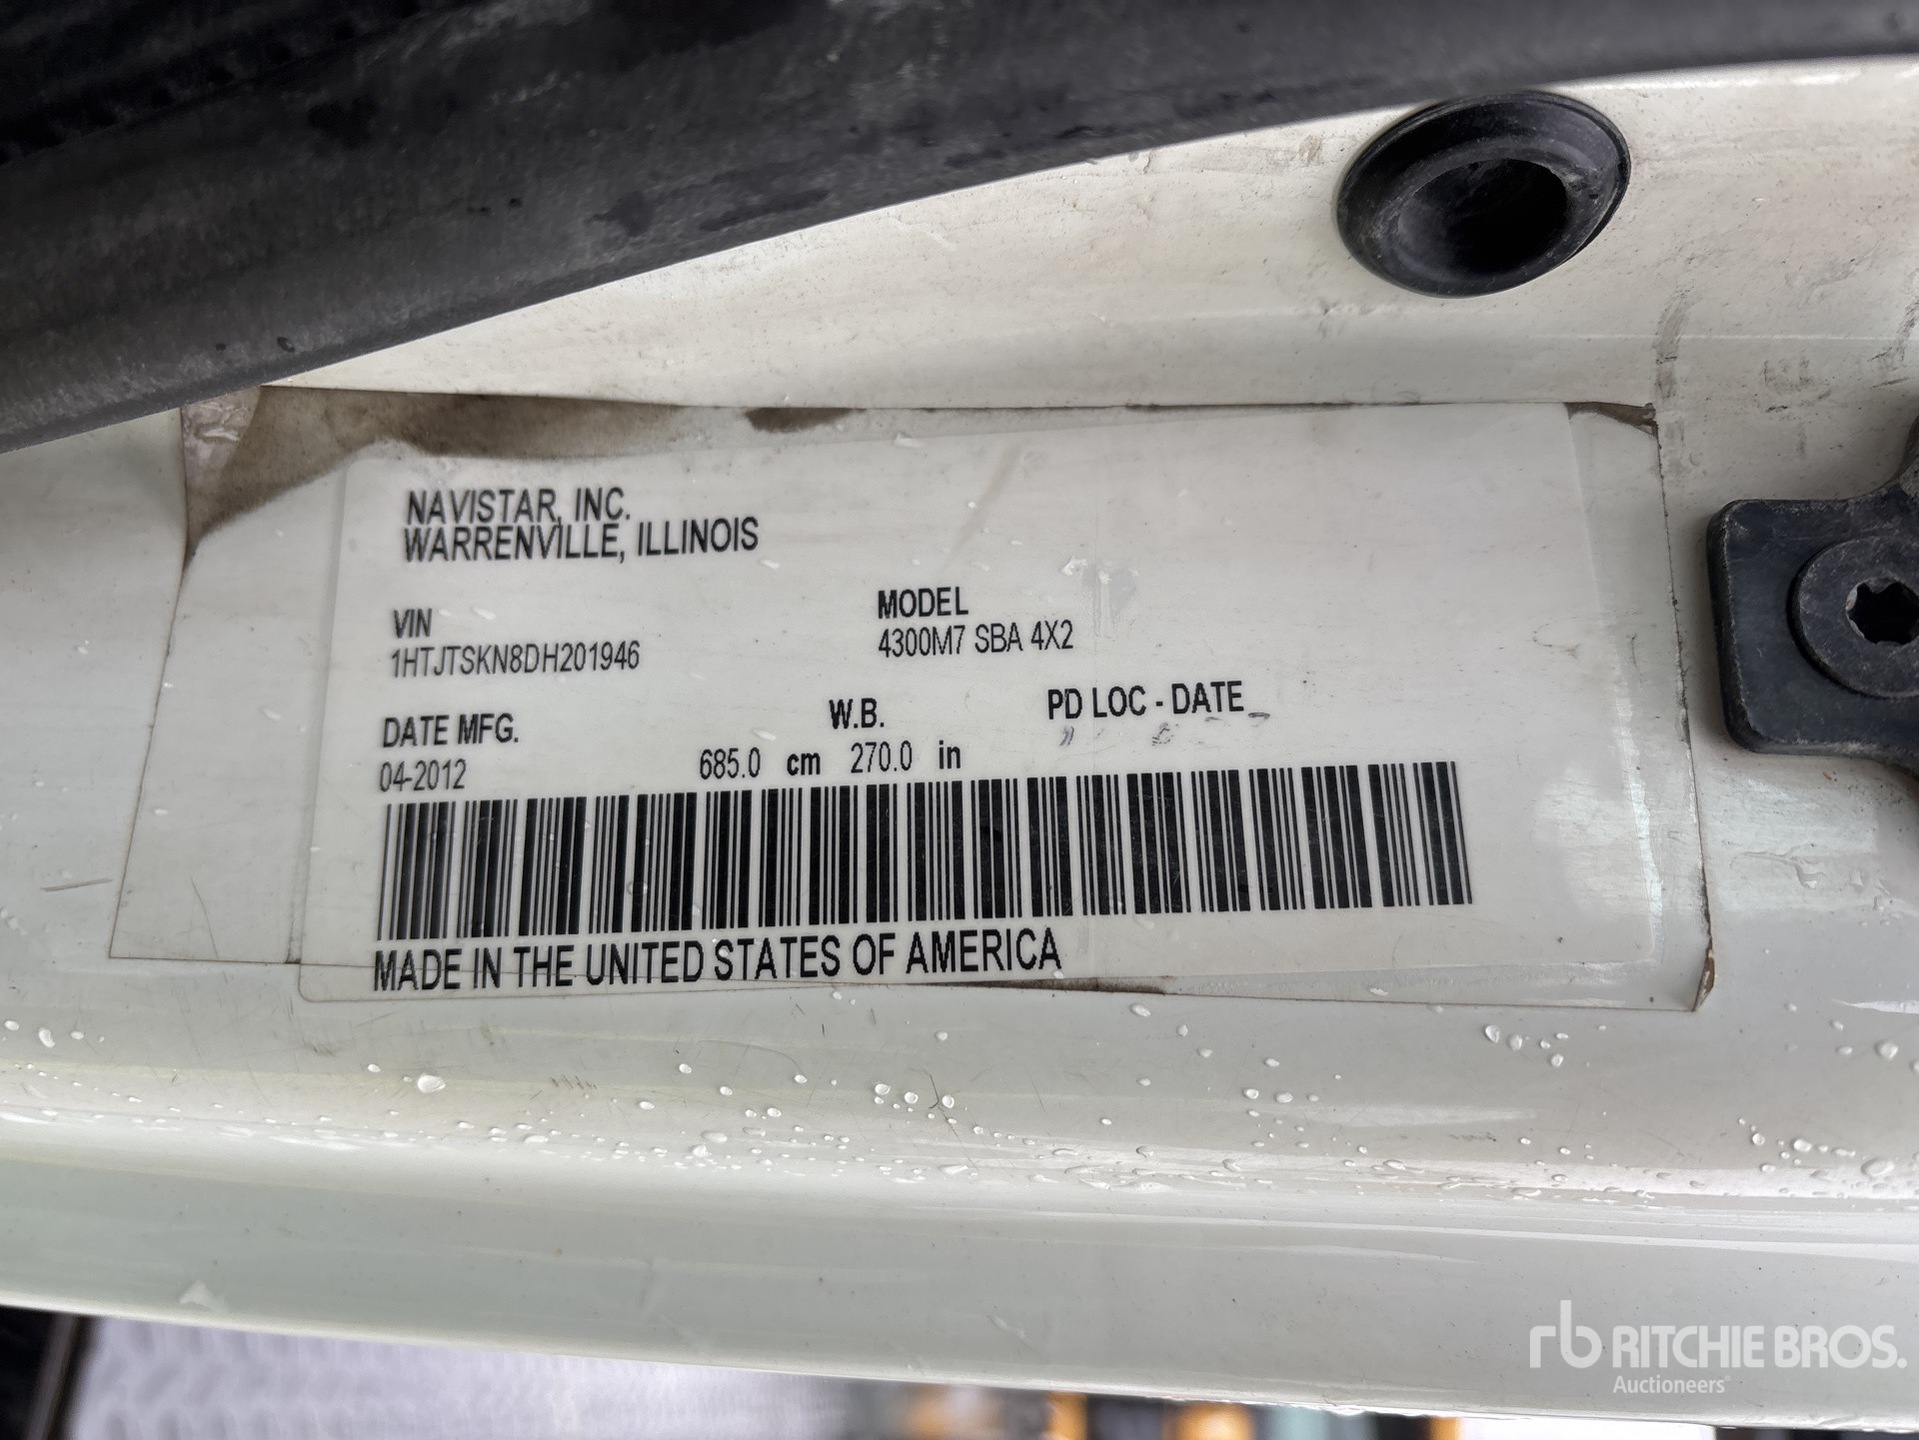 NAVISTAR, INC.
WARRENVILLE, ILLINOIS
VIN
1HTJTSKN8DH201946
MODEL
4300M7 SBA 4X2
DATE MFG.
04-2012
W.B.
685.0 cm 270.0 in
PD LOC - DATE
MADE IN THE UNITED STATES OF AMERICA
rb RITCHIE BROS.
Auctioneers